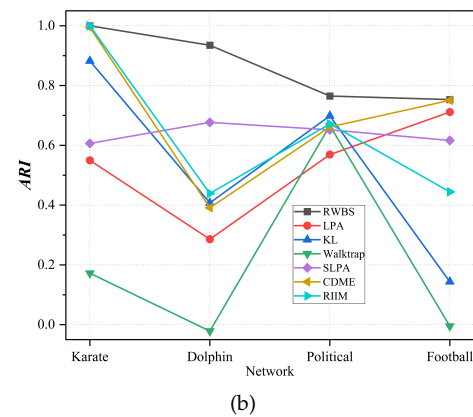 1.0
0.8
0.6
0.4
0.2
0.0
ARI
RWBS
LPA
KL
Walktrap
SLPA
CDME
RIIM
Karate Dolphin Political Football
Network
(b)